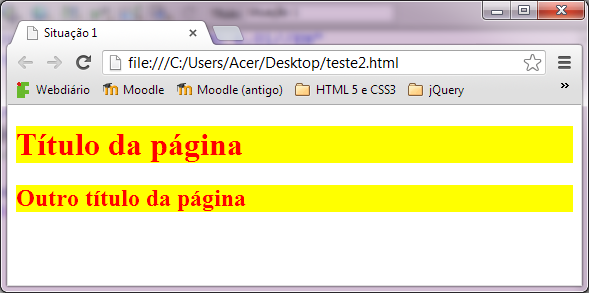 Situação 1
file:///C:/Users/Acer/Desktop/teste2.html
Webdiário Moodle Moodle (antigo) HTML 5 e CSS3 jQuery »
Título da página
Outro título da página